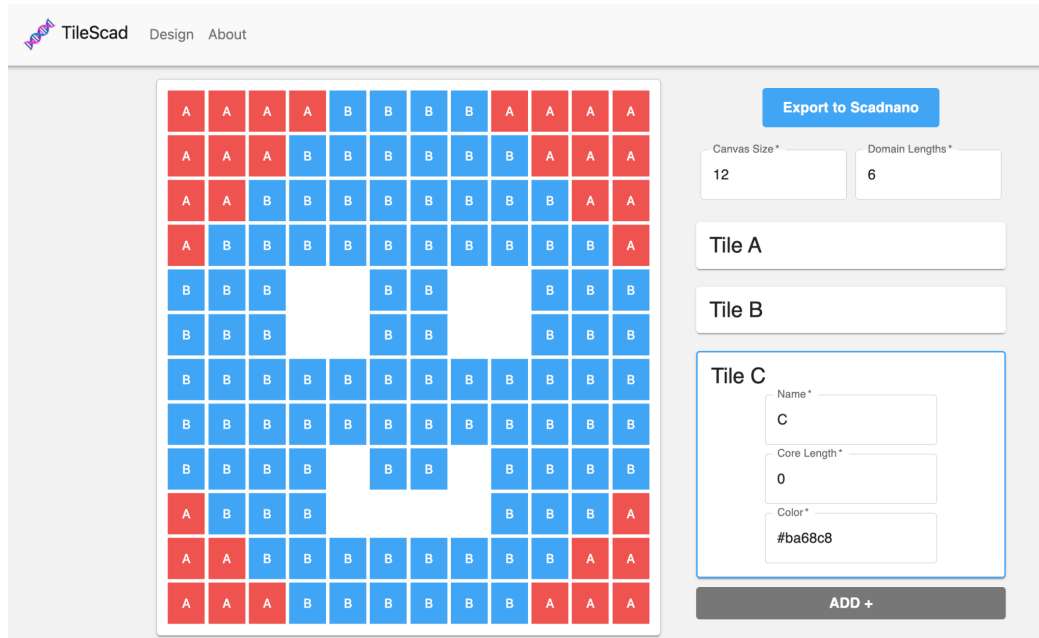 TileScad Design About
A A A A B B B B A A A A
A A A B B B B B B A A A
A A B B B B B B B B A A
A B B B B B B B B B B A
B B B B B B B B
B B B B B B B B
B B B B B B B B B B B B
B B B B B B B B B B B B
B B B B B B B B B B
A B B B B B B A
A A B B B B B B B B A A
A A A B B B B B B A A A
Export to Scadnano
Canvas Size* Domain Lengths*
12 6
Tile A
Tile B
Tile C
Name*
C
Core Length*
0
Color*
#ba68c8
ADD +